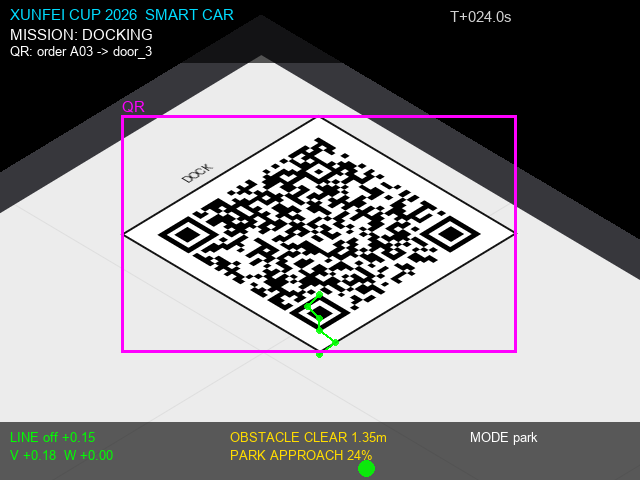 XUNFEI CUP 2026 SMART CAR
T+024.0s
MISSION: DOCKING
QR: order A03 -> door_3
QR
DOCK
LINE off +0.15
OBSTACLE CLEAR 1.35m
MODE park
V +0.18 W +0.00
PARK APPROACH 24%